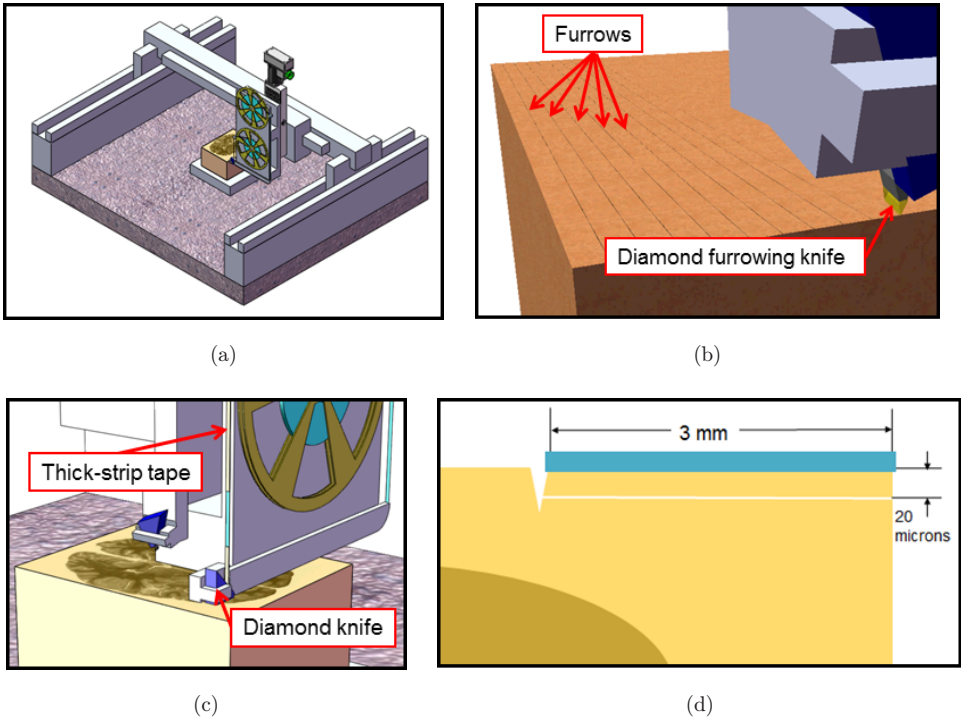 Furrows
Diamond furrowing knife
(a)
(b)
Thick-strip tape
Diamond knife
3 mm
20
microns
(c)
(d)